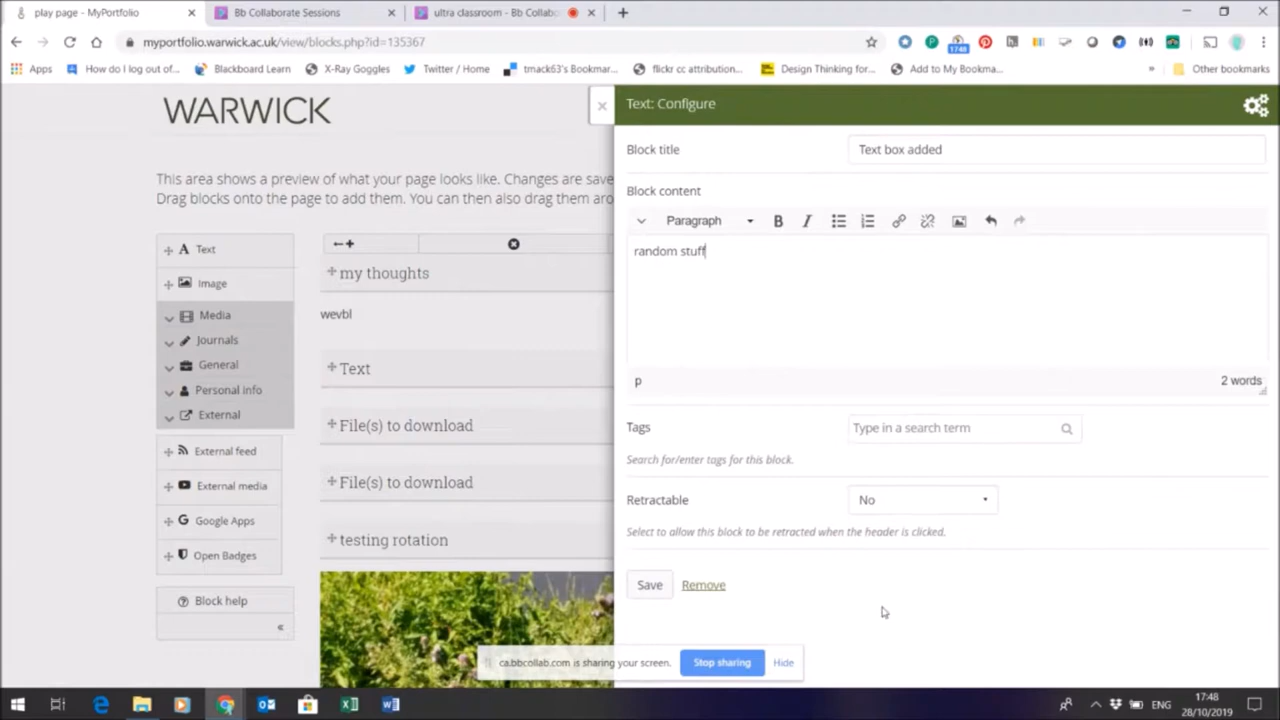 play page - MyPortfolio
Bb Collaborate Sessions
ultra classroom - Bb Collabo
myportfolio.warwick.ac.uk/view/blocks.php?id=135367
1748
Apps
How do I log out of...
Blackboard Learn
X-Ray Goggles
Twitter / Home
tmack63's Bookmar...
flickr cc attribution...
Design Thinking for...
Add to My Bookma...
»
Other bookmarks
WARWICK
This area shows a preview of what your page looks like. Changes are save
Drag blocks onto the page to add them. You can then also drag them aro
Text
Image
Media
Journals
General
Personal info
External
External feed
External media
Google Apps
Open Badges
Block help
«
my thoughts
wevbl
Text
File(s) to download
File(s) to download
testing rotation
Text: Configure
Block title
Text box added
Block content
Paragraph
B
I
random stuff
p
2 words
Tags
Type in a search term
Search for/enter tags for this block.
Retractable
No
Select to allow this block to be retracted when the header is clicked.
Save
Remove
ca.bbcollab.com is sharing your screen.
Stop sharing
Hide
ENG
17:48
28/10/2019